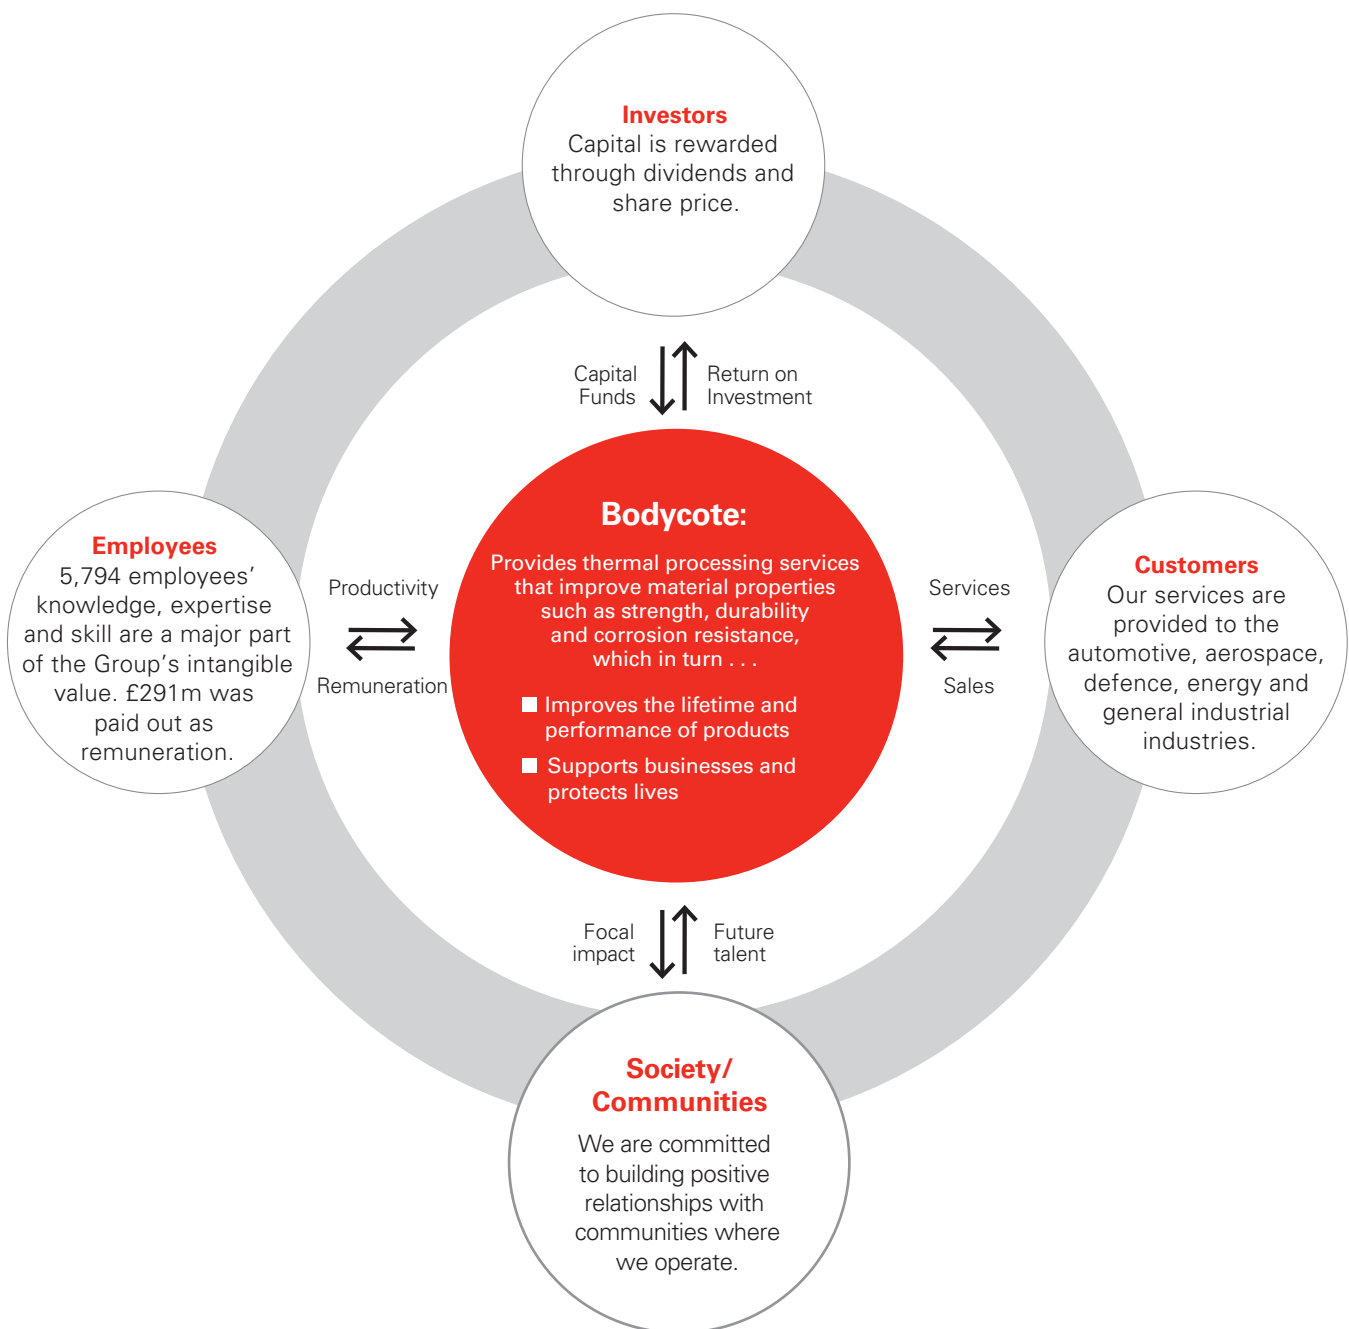 Investors
Capital is rewarded
through dividends and
share price.
Capital
Funds
Return on
Investment
Bodycote:
Provides thermal processing services
that improve material properties
such as strength, durability
and corrosion resistance,
which in turn . . .
Improves the lifetime and
performance of products
Supports businesses and
protects lives
Employees
5,794 employees’
knowledge, expertise
and skill are a major part
of the Group’s intangible
value. £291m was
paid out as
remuneration.
Productivity
Remuneration
Services
Sales
Customers
Our services are
provided to the
automotive, aerospace,
defence, energy and
general industrial
industries.
Focal
impact
Future
talent
Society/
Communities
We are committed
to building positive
relationships with
communities where
we operate.